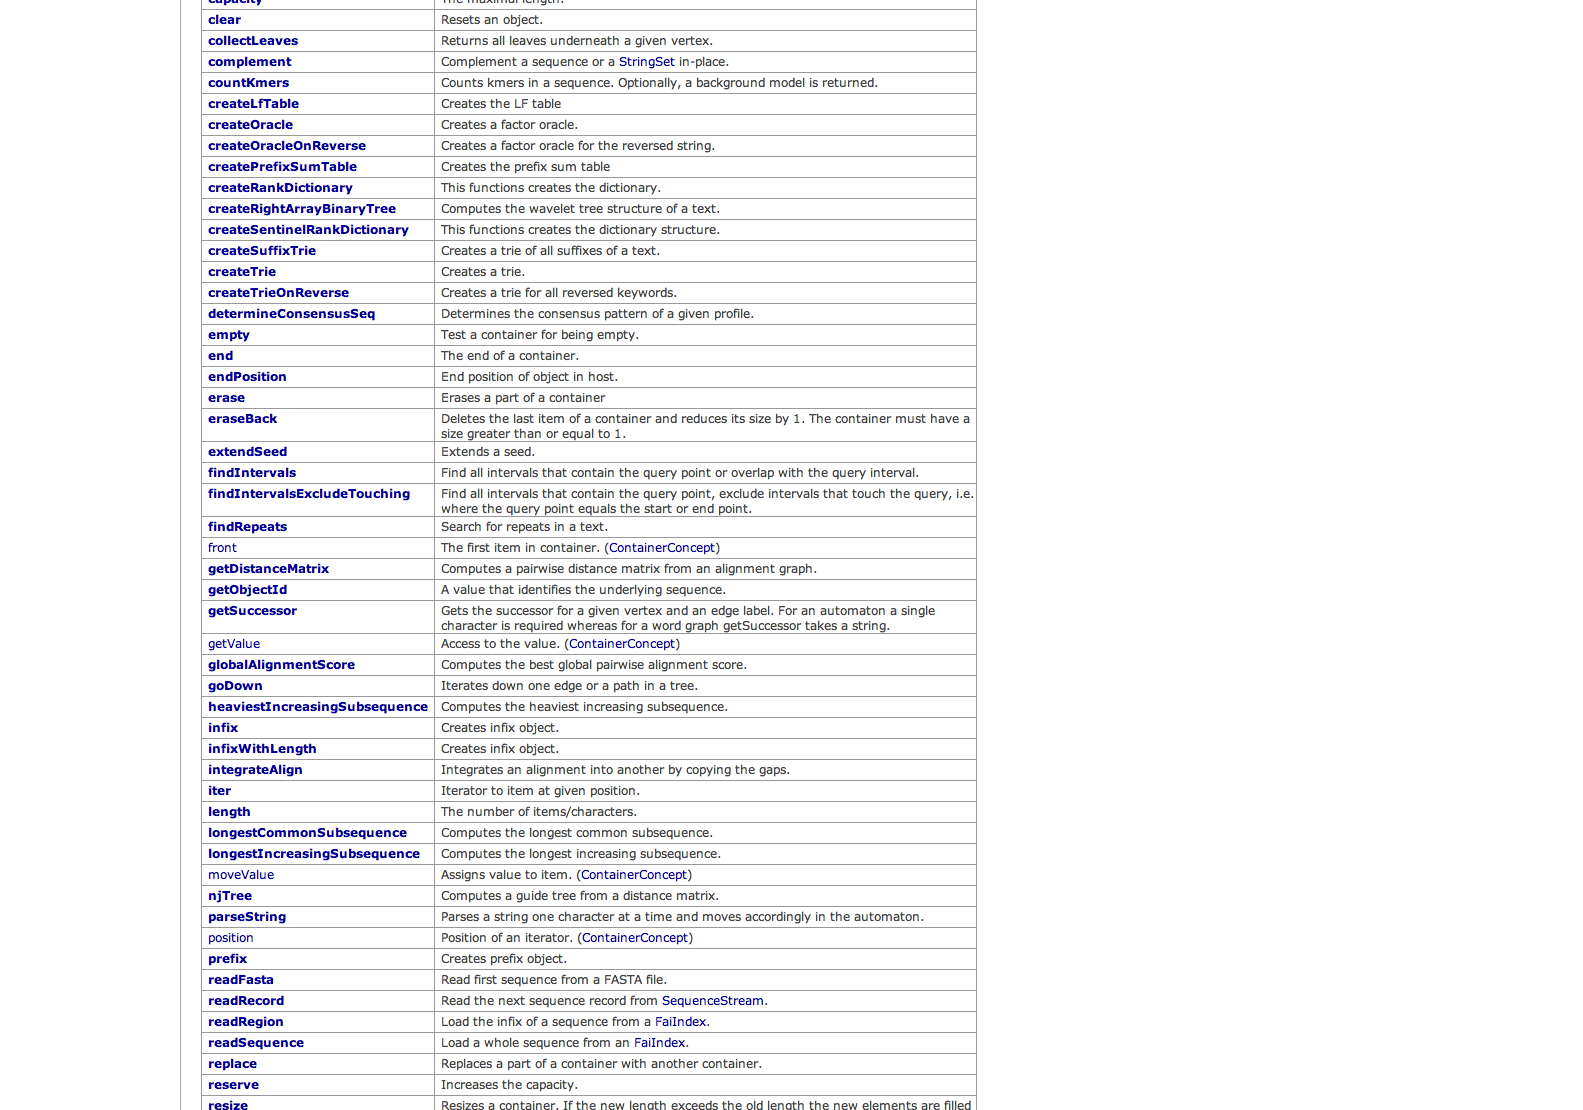 capacity The maximal length.
clear Resets an object.
collectLeaves Returns all leaves underneath a given vertex.
complement Complement a sequence or a StringSet in-place.
countKmers Counts kmers in a sequence. Optionally, a background model is returned.
createLfTable Creates the LF table
createOracle Creates a factor oracle.
createOracleOnReverse Creates a factor oracle for the reversed string.
createPrefixSumTable Creates the prefix sum table
createRankDictionary This functions creates the dictionary.
createRightArrayBinaryTree Computes the wavelet tree structure of a text.
createSentinelRankDictionary This functions creates the dictionary structure.
createSuffixTrie Creates a trie of all suffixes of a text.
createTrie Creates a trie.
createTrieOnReverse Creates a trie for all reversed keywords.
determineConsensusSeq Determines the consensus pattern of a given profile.
empty Test a container for being empty.
end The end of a container.
endPosition End position of object in host.
erase Erases a part of a container
eraseBack Deletes the last item of a container and reduces its size by 1. The container must have a
size greater than or equal to 1.
extendSeed Extends a seed.
findIntervals Find all intervals that contain the query point or overlap with the query interval.
findIntervalsExcludeTouching Find all intervals that contain the query point, exclude intervals that touch the query, i.e.
where the query point equals the start or end point.
findRepeats Search for repeats in a text.
front The first item in container. (ContainerConcept)
getDistanceMatrix Computes a pairwise distance matrix from an alignment graph.
getObjectId A value that identifies the underlying sequence.
getSuccessor Gets the successor for a given vertex and an edge label. For an automaton a single
character is required whereas for a word graph getSuccessor takes a string.
getValue Access to the value. (ContainerConcept)
globalAlignmentScore Computes the best global pairwise alignment score.
goDown Iterates down one edge or a path in a tree.
heaviestIncreasingSubsequence Computes the heaviest increasing subsequence.
infix Creates infix object.
infixWithLength Creates infix object.
integrateAlign Integrates an alignment into another by copying the gaps.
iter Iterator to item at given position.
length The number of items/characters.
longestCommonSubsequence Computes the longest common subsequence.
longestIncreasingSubsequence Computes the longest increasing subsequence.
moveValue Assigns value to item. (ContainerConcept)
njTree Computes a guide tree from a distance matrix.
parseString Parses a string one character at a time and moves accordingly in the automaton.
position Position of an iterator. (ContainerConcept)
prefix Creates prefix object.
readFasta Read first sequence from a FASTA file.
readRecord Read the next sequence record from SequenceStream.
readRegion Load the infix of a sequence from a FaiIndex.
readSequence Load a whole sequence from an FaiIndex.
replace Replaces a part of a container with another container.
reserve Increases the capacity.
resize Resizes a container. If the new length exceeds the old length the new elements are filled